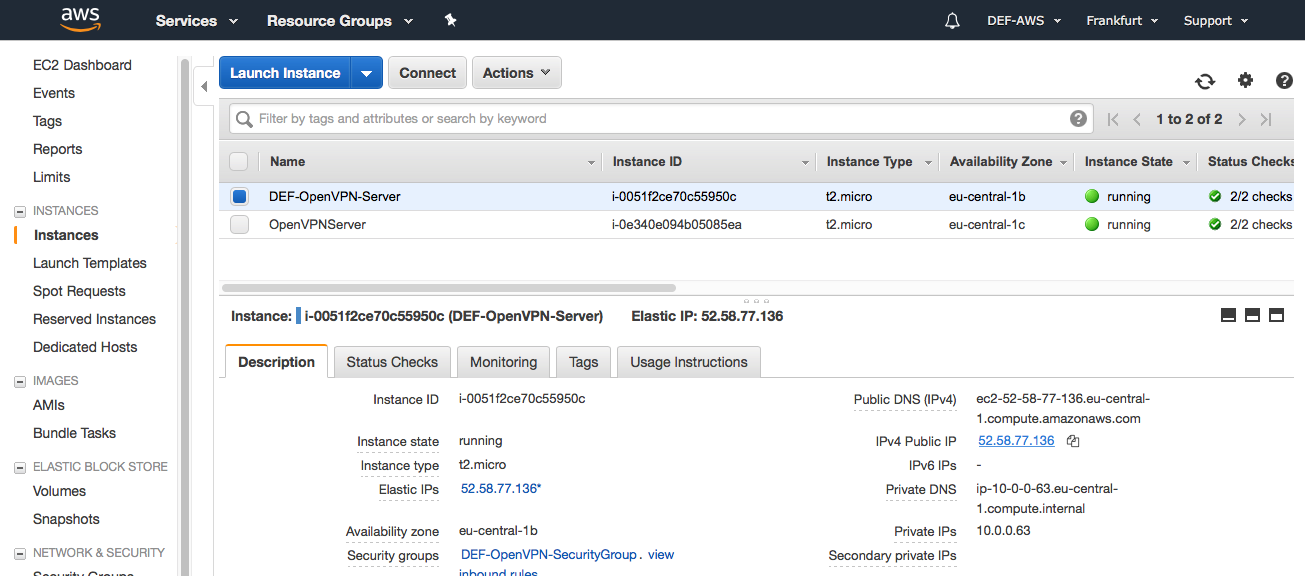 aws Services Resource Groups DEF-AWS Frankfurt Support
EC2 Dashboard
Events
Tags
Reports
Limits
INSTANCES
Instances
Launch Templates
Spot Requests
Reserved Instances
Dedicated Hosts
IMAGES
AMIs
Bundle Tasks
ELASTIC BLOCK STORE
Volumes
Snapshots
NETWORK & SECURITY
Security Groups
Launch Instance Connect Actions
Filter by tags and attributes or search by keyword 1 to 2 of 2
Name Instance ID Instance Type Availability Zone Instance State Status Checks
DEF-OpenVPN-Server i-0051f2ce70c55950c t2.micro eu-central-1b running 2/2 checks
OpenVPNServer i-0e340e094b05085ea t2.micro eu-central-1c running 2/2 checks
Instance: i-0051f2ce70c55950c (DEF-OpenVPN-Server) Elastic IP: 52.58.77.136
Description Status Checks Monitoring Tags Usage Instructions
Instance ID i-0051f2ce70c55950c
Instance state running
Instance type t2.micro
Elastic IPs 52.58.77.136*
Availability zone eu-central-1b
Security groups DEF-OpenVPN-SecurityGroup. view
inbound rules
Public DNS (IPv4) ec2-52-58-77-136.eu-central-
1.compute.amazonaws.com
IPv4 Public IP 52.58.77.136
IPv6 IPs -
Private DNS ip-10-0-0-63.eu-central-
1.compute.internal
Private IPs 10.0.0.63
Secondary private IPs